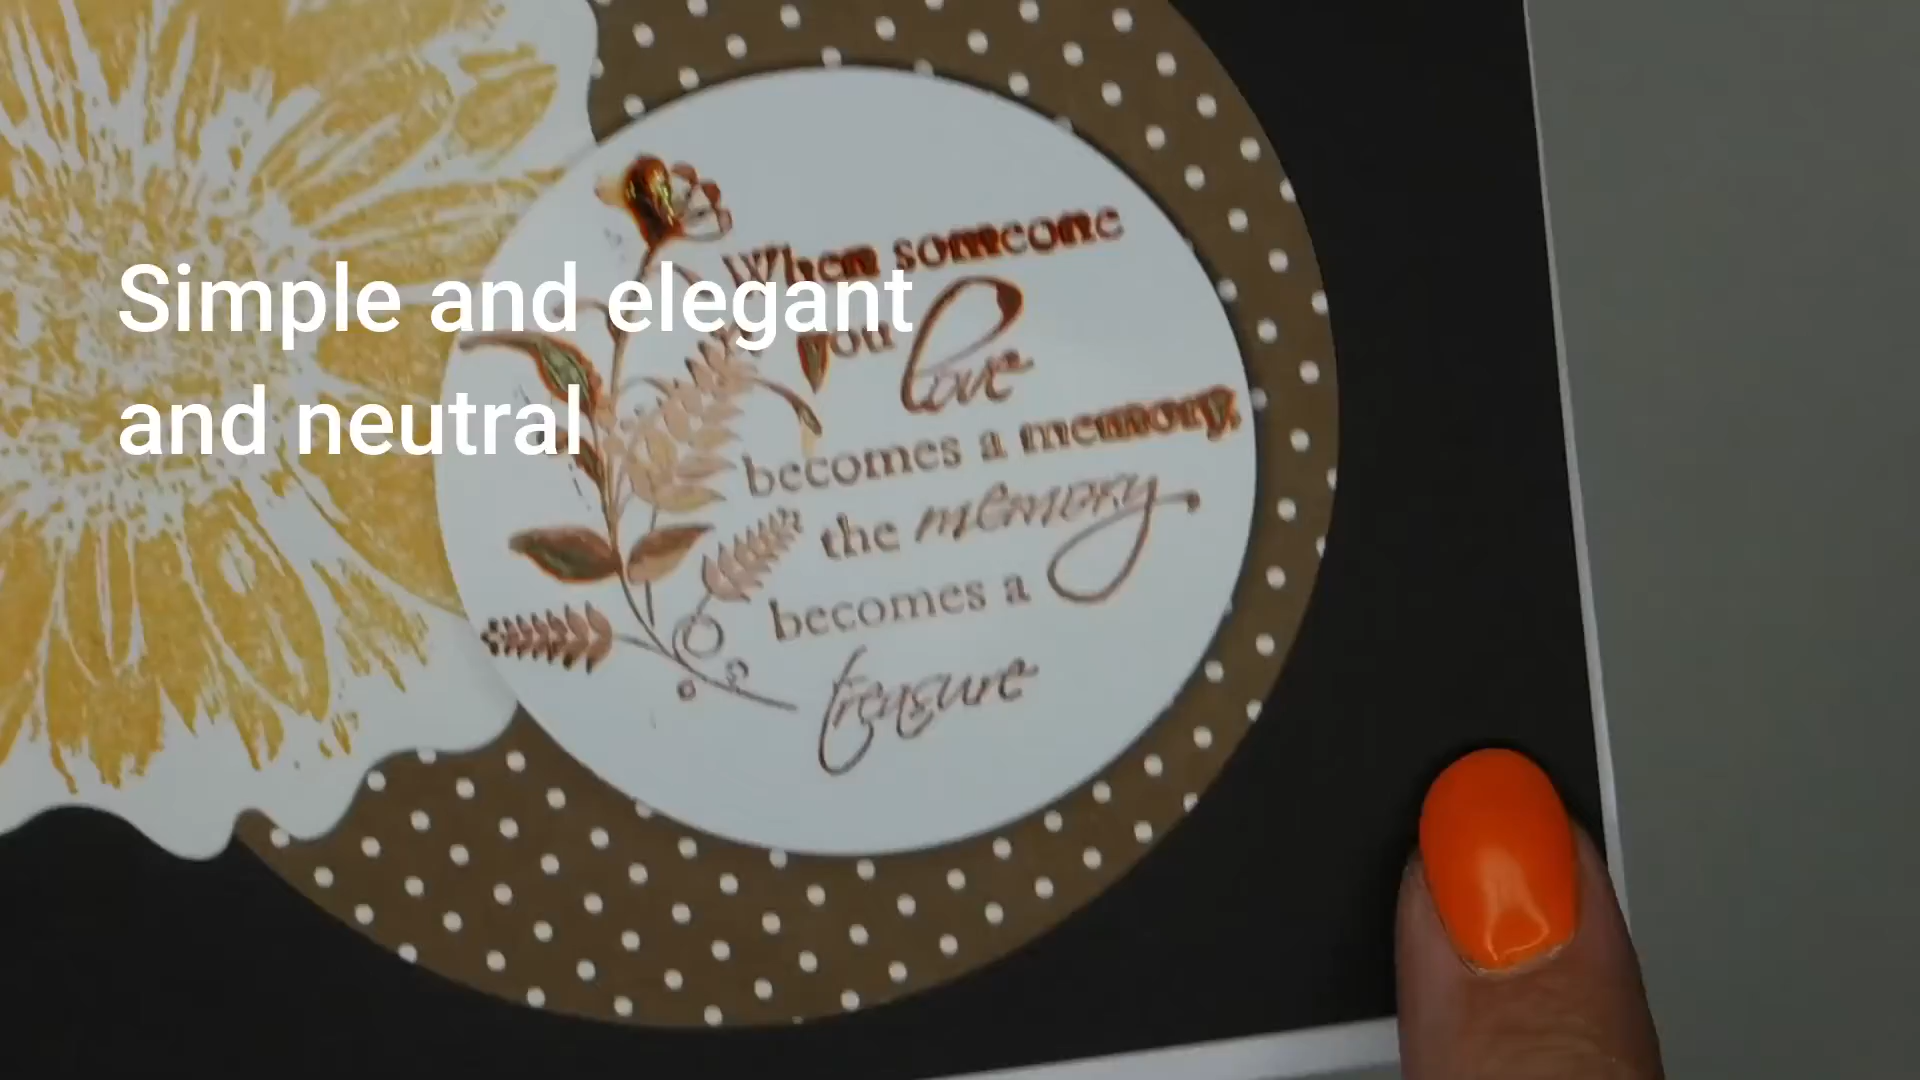 Simple and elegant
and neutral
When someone
you love
becomes a memory,
the memory
becomes a
treasure